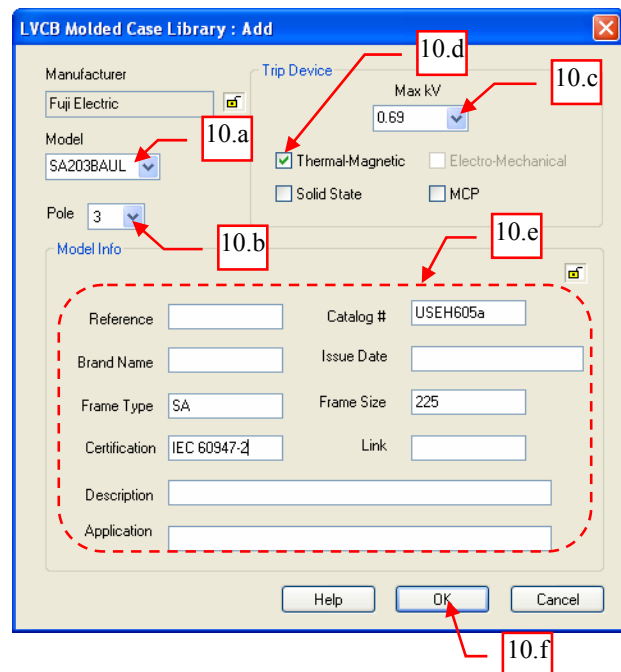 LVCB Molded Case Library : Add
10.d
Manufacturer
Trip Device
10.c
Max kV
Fuji Electric
0.69
Model
10.a
SA203BAUL
Thermal-Magnetic
Electro-Mechanical
Solid State
MCP
Pole
3
10.b
10.e
Model Info
Reference
Catalog #
USEH605a
Brand Name
Issue Date
Frame Type
SA
Frame Size
225
Certification
IEC 60947-2
Link
Description
Application
Help
OK
Cancel
10.f